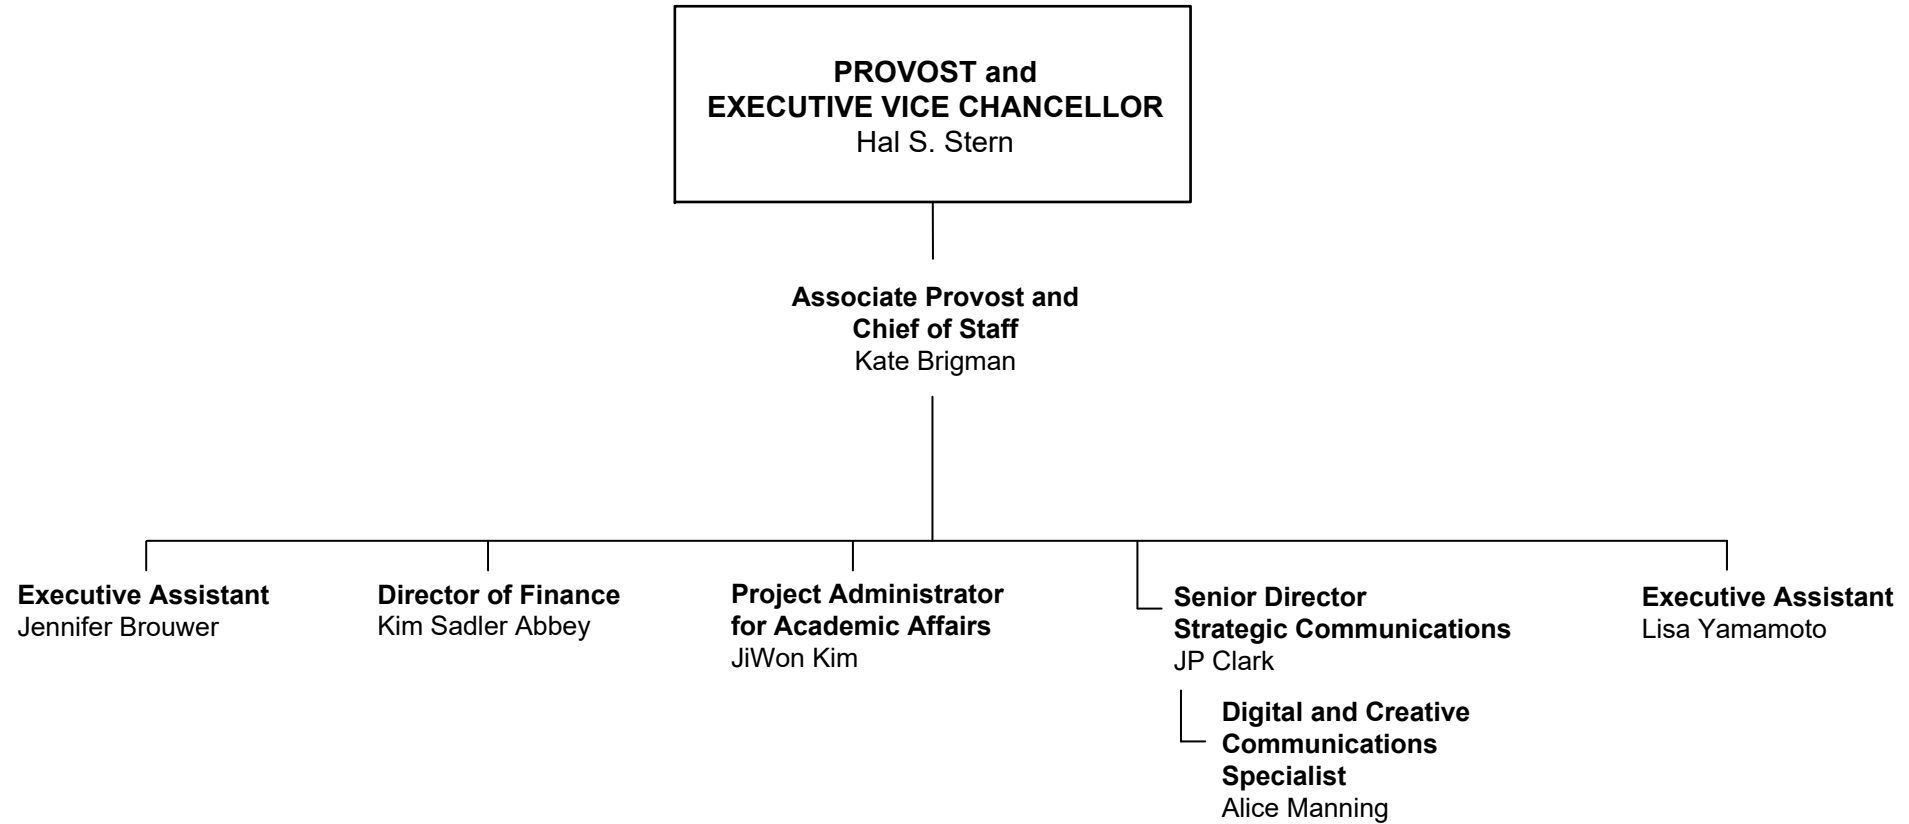 PROVOST and
EXECUTIVE VICE CHANCELLOR
Hal S. Stern
Associate Provost and
Chief of Staff
Kate Brigman
Executive Assistant
Jennifer Brouwer
Director of Finance
Kim Sadler Abbey
Project Administrator
for Academic Affairs
JiWon Kim
Senior Director
Strategic Communications
JP Clark
Digital and Creative
Communications
Specialist
Alice Manning
Executive Assistant
Lisa Yamamoto